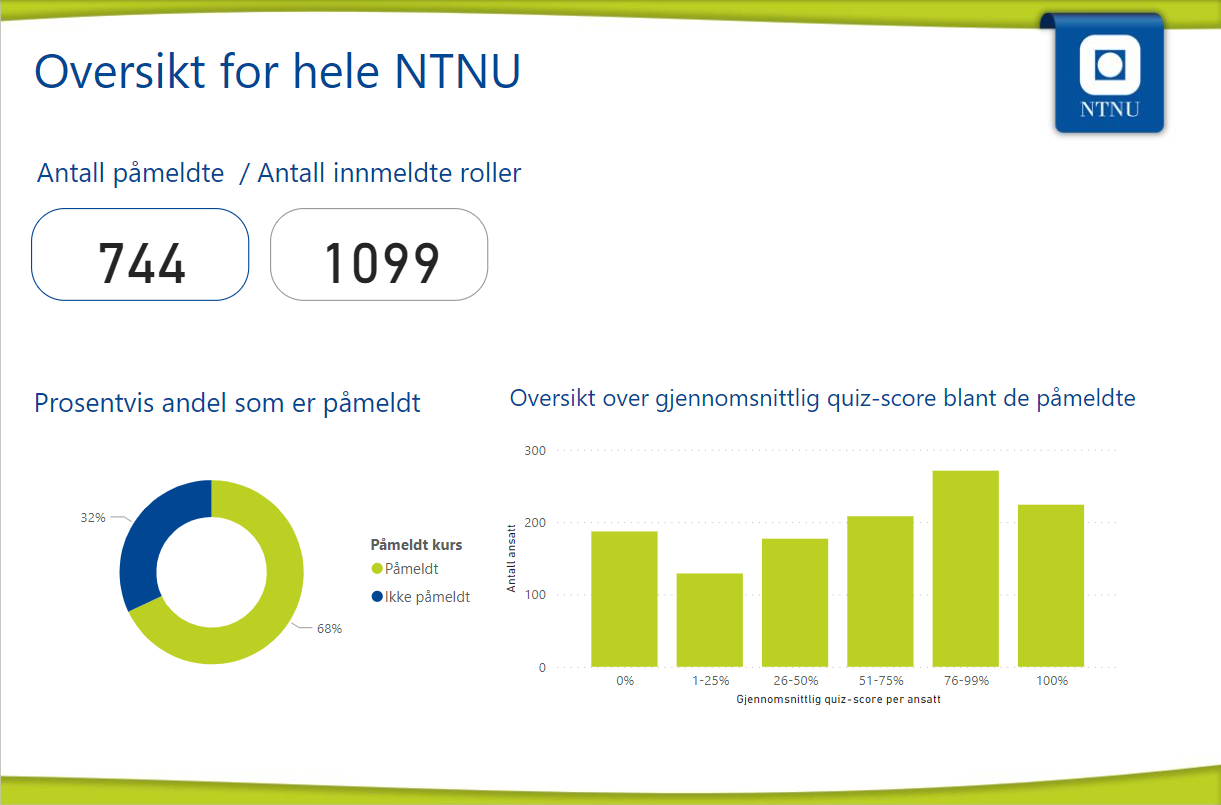 Oversikt for hele NTNU
NTNU
Antall påmeldte / Antall innmeldte roller
744
1099
Prosentvis andel som er påmeldt
32%
68%
Påmeldt kurs
Påmeldt
Ikke påmeldt
Oversikt over gjennomsnittlig quiz-score blant de påmeldte
Antall ansatt
300
200
100
0
0%
1-25%
26-50%
51-75%
76-99%
100%
Gjennomsnittlig quiz-score per ansatt